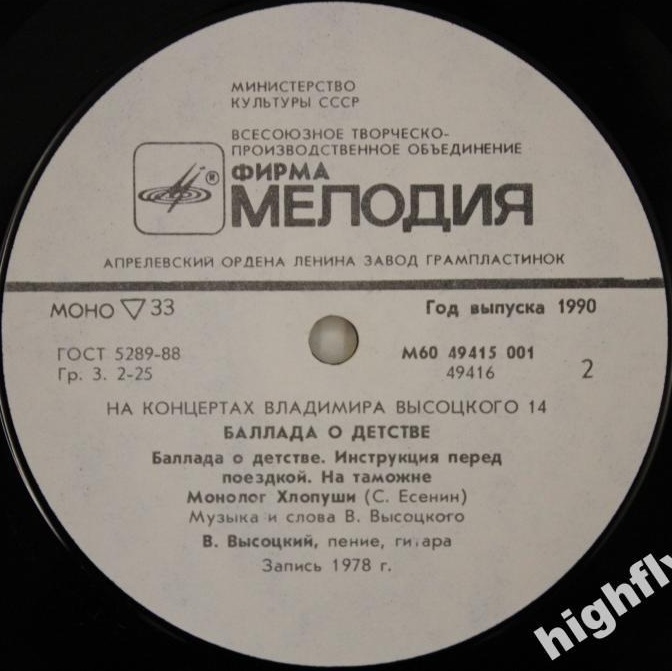 МИНИСТЕРСТВО
КУЛЬТУРЫ СССР
ВСЕСОЮЗНОЕ ТВОРЧЕСКО-
ПРОИЗВОДСТВЕННОЕ ОБЪЕДИНЕНИЕ
ФИРМА
® МЕЛОДИЯ
АПРЕЛЕВСКИЙ ОРДЕНА ЛЕНИНА ЗАВОД ГРАМПЛАСТИНОК
МОНО ▽ 33
Год выпуска 1990
ГОСТ 5289-88
М60 49415 001
Гр. 3. 2-25
49416
2
НА КОНЦЕРТАХ ВЛАДИМИРА ВЫСОЦКОГО 14
БАЛЛАДА О ДЕТСТВЕ
Баллада о детстве. Инструкция перед
поездкой. На таможне
Монолог Хлопуши (С. Есенин)
Музыка и слова В. Высоцкого
В. Высоцкий, пение, гитара
Запись 1978 г.
highfly